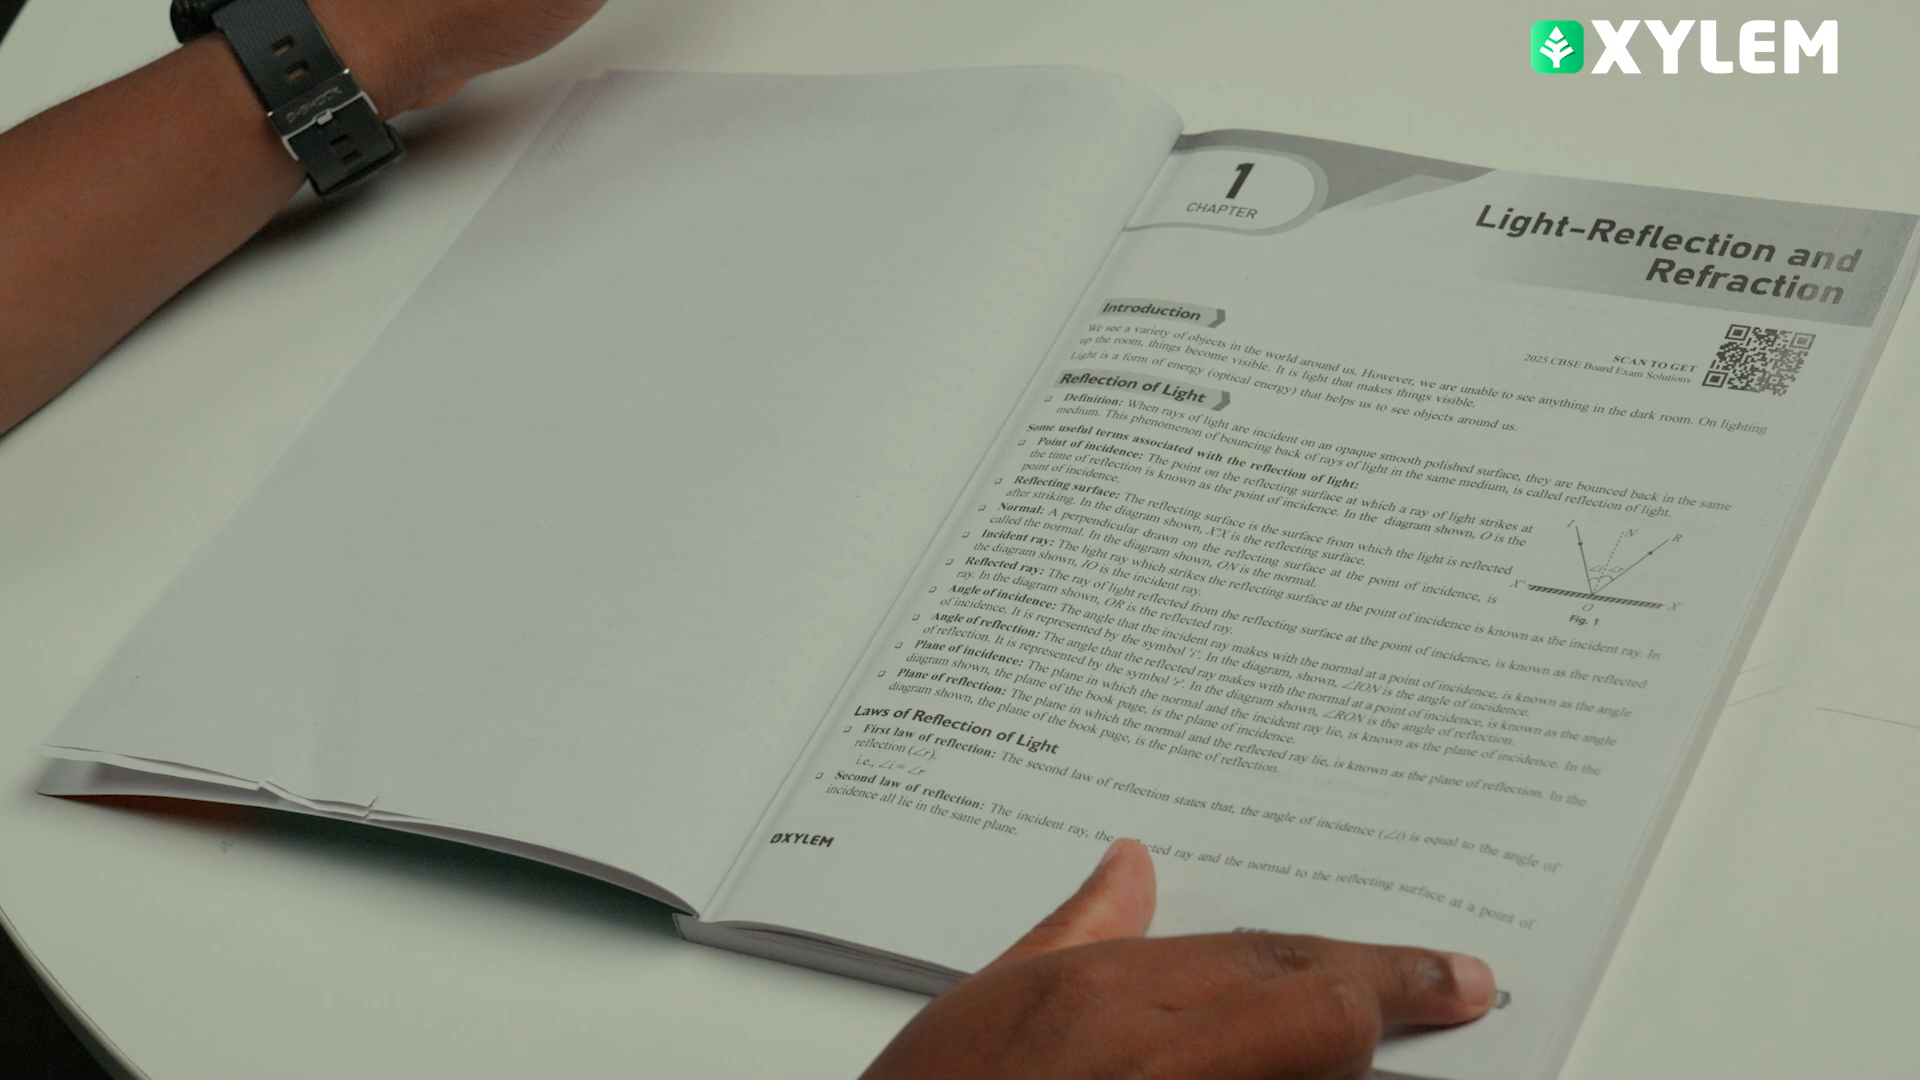 XYLEM
G-SHOCK
1
CHAPTER
Light-Reflection and
Refraction
SCAN TO GET
2025 CBSE Board Exam Solutions
Introduction
We see a variety of objects in the world around us. However, we are unable to see anything in the dark room. On lighting
up the room, things become visible. It is light that makes things visible.
Light is a form of energy (optical energy) that helps us to see objects around us.
Reflection of Light
❑ Definition: When rays of light are incident on an opaque smooth polished surface, they are bounced back in the same
medium. This phenomenon of bouncing back of rays of light in the same medium, is called reflection of light.
Some useful terms associated with the reflection of light:
❑ Point of incidence: The point on the reflecting surface at which a ray of light strikes at
the time of reflection is known as the point of incidence. In the diagram shown, O is the
point of incidence.
❑ Reflecting surface: The reflecting surface is the surface from which the light is reflected
after striking. In the diagram shown, X'X is the reflecting surface.
❑ Normal: A perpendicular drawn on the reflecting surface at the point of incidence, is
called the normal. In the diagram shown, ON is the normal.
❑ Incident ray: The light ray which strikes the reflecting surface at the point of incidence is known as the incident ray. In
the diagram shown, IO is the incident ray.
❑ Reflected ray: The ray of light reflected from the reflecting surface at the point of incidence, is known as the reflected
ray. In the diagram shown, OR is the reflected ray.
❑ Angle of incidence: The angle that the incident ray makes with the normal at a point of incidence, is known as the angle
of incidence. It is represented by the symbol 'i'. In the diagram, shown, ∠ION is the angle of incidence.
❑ Angle of reflection: The angle that the reflected ray makes with the normal at a point of incidence, is known as the angle
of reflection. It is represented by the symbol 'r'. In the diagram shown, ∠RON is the angle of reflection.
❑ Plane of incidence: The plane in which the normal and the incident ray lie, is known as the plane of incidence. In the
diagram shown, the plane of the book page, is the plane of incidence.
❑ Plane of reflection: The plane in which the normal and the reflected ray lie, is known as the plane of reflection. In the
diagram shown, the plane of the book page, is the plane of reflection.
I N R
∠i ∠r
X' O X
Fig. 1
Laws of Reflection of Light
❑ First law of reflection: The second law of reflection states that, the angle of incidence (∠i) is equal to the angle of
reflection (∠r),
i.e., ∠i = ∠r
❑ Second law of reflection: The incident ray, the reflected ray and the normal to the reflecting surface at a point of
incidence all lie in the same plane.
XYLEM